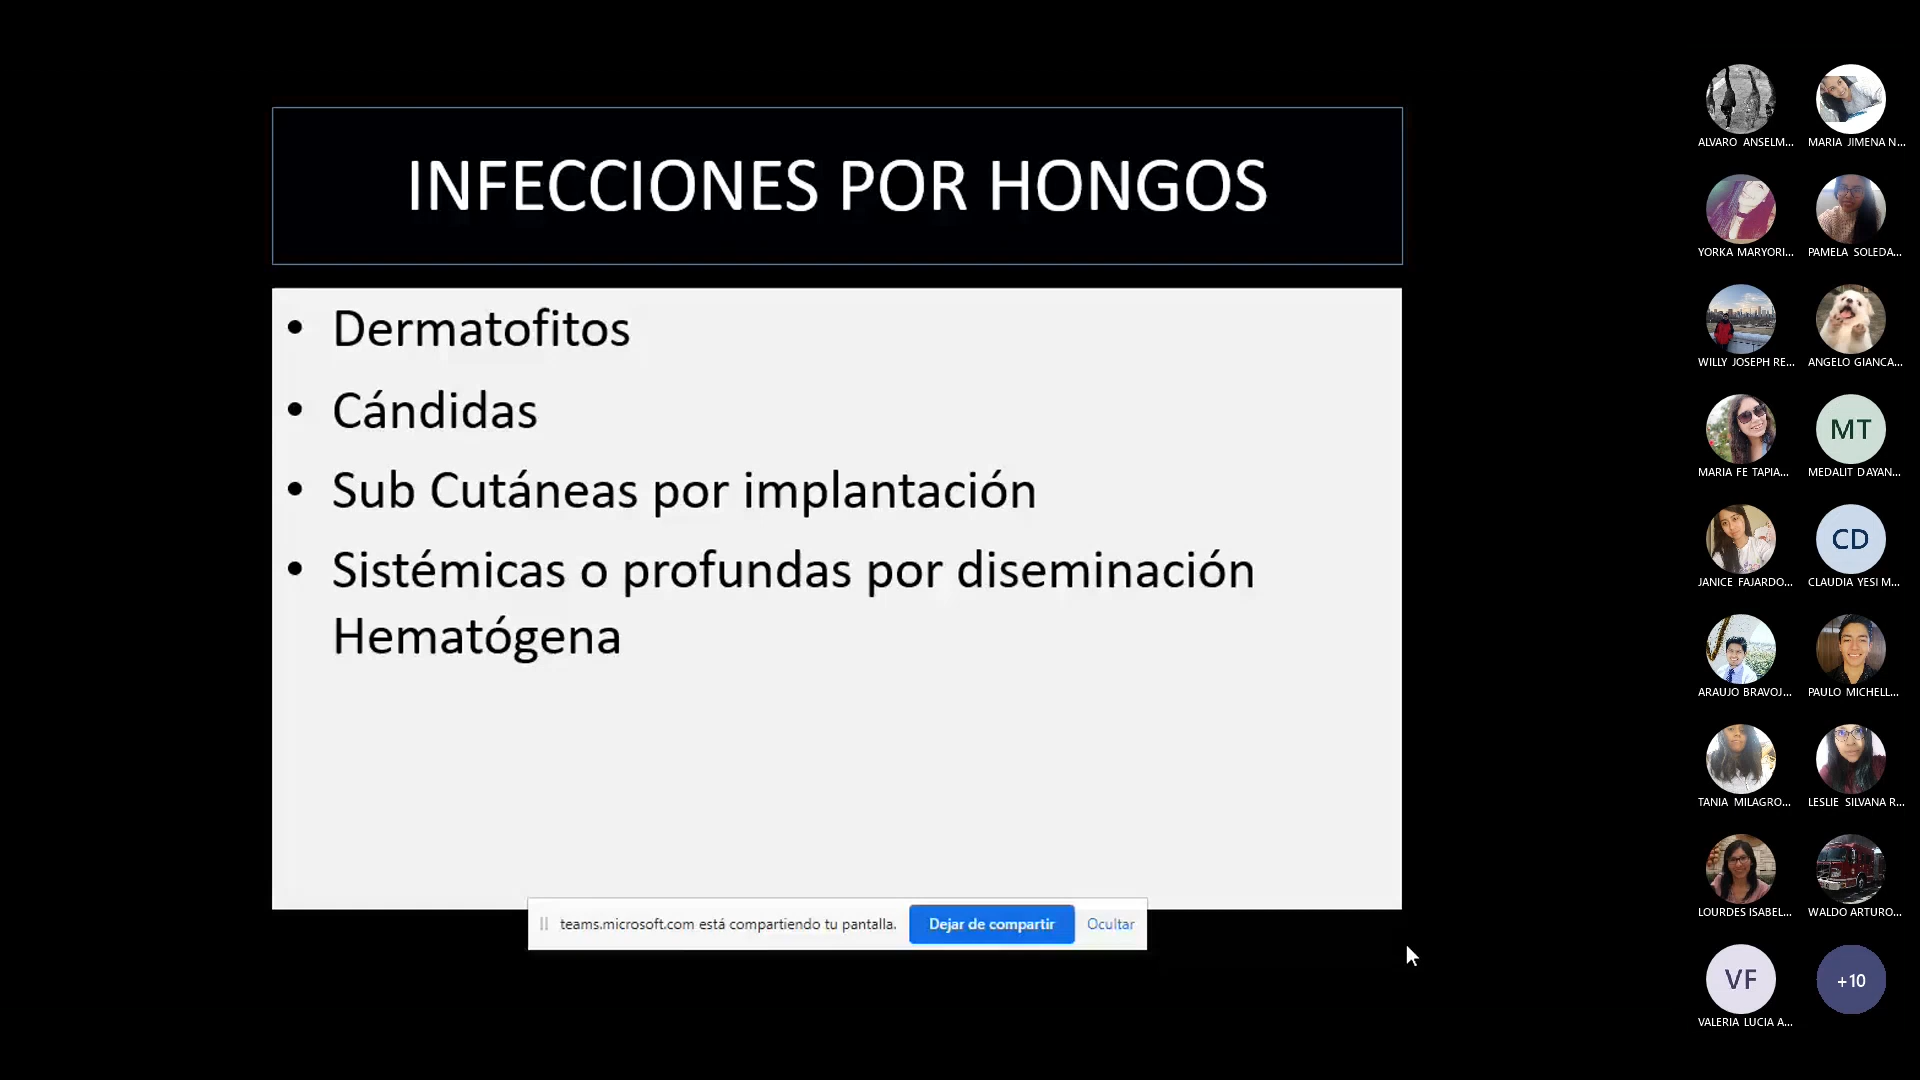 INFECCIONES POR HONGOS
• Dermatofitos
• Cándidas
• Sub Cutáneas por implantación
• Sistémicas o profundas por diseminación
Hematógena
teams.microsoft.com está compartiendo tu pantalla.
Dejar de compartir
Ocultar
ALVARO ANSELM...
MARIA JIMENA N...
YORKA MARYORI...
PAMELA SOLEDA...
WILLY JOSEPH RE...
ANGELO GIANCA...
MARIA FE TAPIA...
MT
MEDALIT DAYAN...
JANICE FAJARDO...
CD
CLAUDIA YESI M...
ARAUJO BRAVOJ...
PAULO MICHELL...
TANIA MILAGRO...
LESLIE SILVANA R...
LOURDES ISABEL...
WALDO ARTURO...
VF
VALERIA LUCIA A...
+10